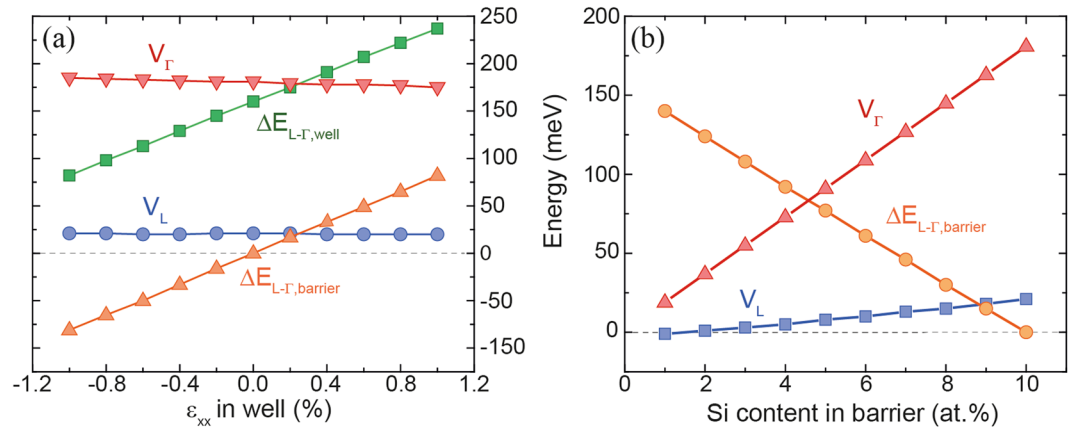 (a)
V_Γ
ΔE_L-Γ,well
V_L
ΔE_L-Γ,barrier
250
200
150
100
50
0
-50
-150
-1.2 -0.8 -0.4 0.0 0.4 0.8 1.2
ε_xx in well (%)
(b)
Energy (meV)
200
150
100
50
0
V_Γ
ΔE_L-Γ,barrier
V_L
0 2 4 6 8 10
Si content in barrier (at.%)